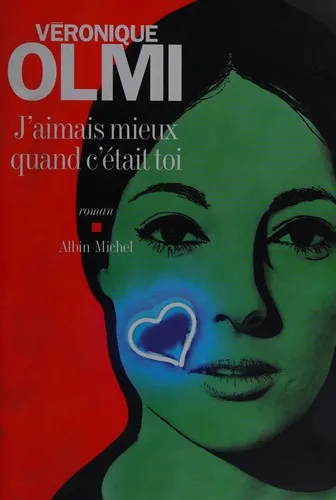 VÉRONIQUE
OLMI
J'aimais mieux
quand c'était toi
roman
Albin Michel